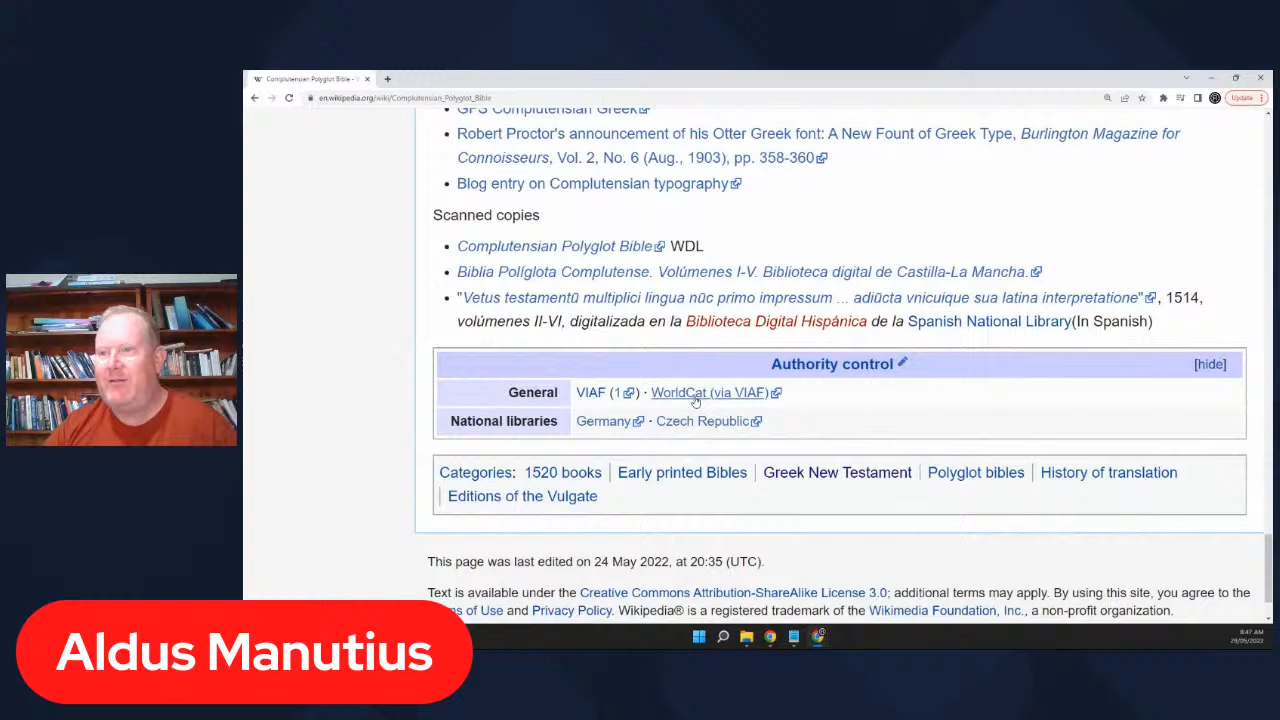 Complutensian Polyglot Bible -
en.wikipedia.org/wiki/Complutensian_Polyglot_Bible
Update
GFS Complutensian Greek
• Robert Proctor's announcement of his Otter Greek font: A New Fount of Greek Type, Burlington Magazine for
Connoisseurs, Vol. 2, No. 6 (Aug., 1903), pp. 358-360
• Blog entry on Complutensian typography
Scanned copies
• Complutensian Polyglot Bible WDL
• Biblia Políglota Complutense. Volúmenes I-V. Biblioteca digital de Castilla-La Mancha.
• "Vetus testamentū multiplici lingua nūc primo impressum ... adiūcta vnicuique sua latina interpretatione", 1514,
volúmenes II-VI, digitalizada en la Biblioteca Digital Hispánica de la Spanish National Library(In Spanish)
Authority control [hide]
General VIAF (1) · WorldCat (via VIAF)
National libraries Germany · Czech Republic
Categories: 1520 books | Early printed Bibles | Greek New Testament | Polyglot bibles | History of translation
| Editions of the Vulgate
This page was last edited on 24 May 2022, at 20:35 (UTC).
Text is available under the Creative Commons Attribution-ShareAlike License 3.0; additional terms may apply. By using this site, you agree to the
of Use and Privacy Policy. Wikipedia® is a registered trademark of the Wikimedia Foundation, Inc., a non-profit organization.
8:47 AM
29/05/2022
Aldus Manutius